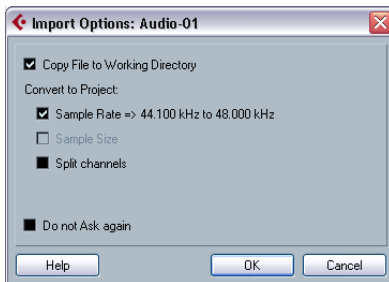 Import Options: Audio-01
Copy File to Working Directory
Convert to Project:
Sample Rate => 44.100 kHz to 48.000 kHz
Sample Size
Split channels
Do not Ask again
Help
OK
Cancel